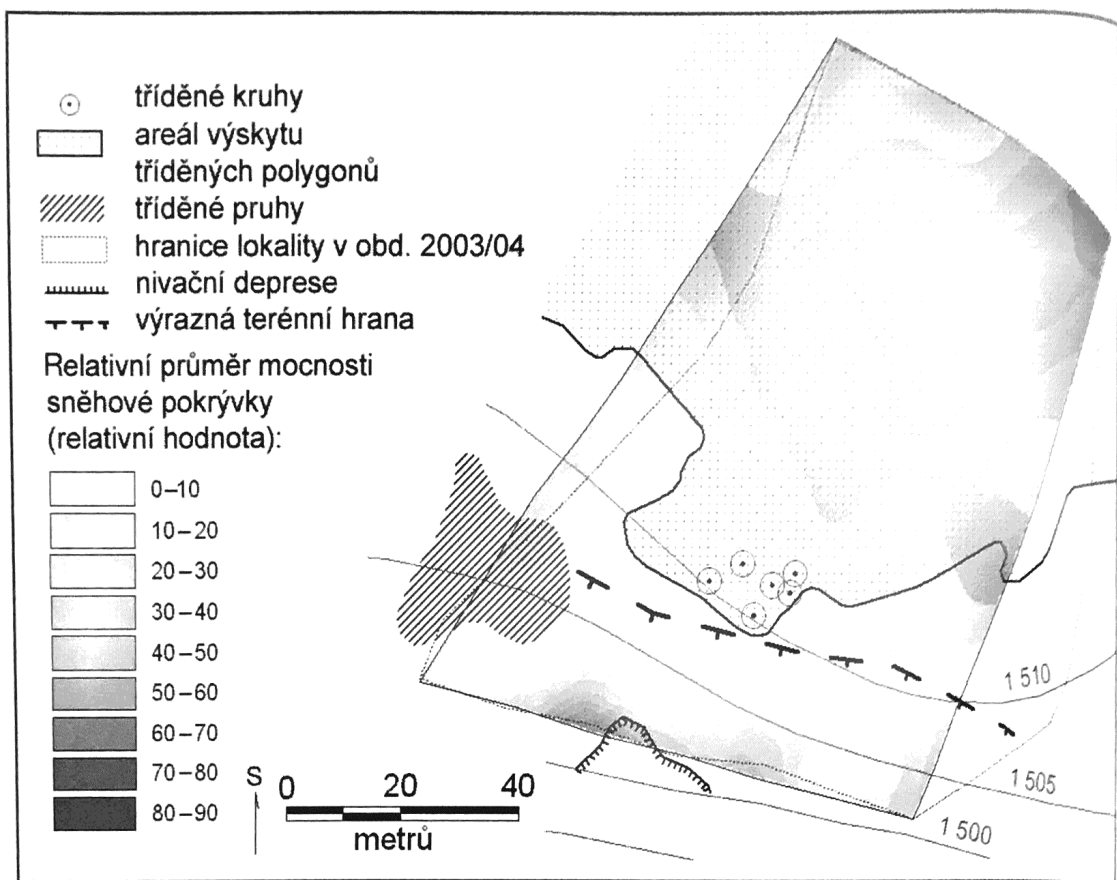 tříděné kruhy
areál výskytu
tříděných polygonů
tříděné pruhy
hranice lokality v obd. 2003/04
nivační deprese
výrazná terénní hrana
Relativní průměr mocnosti
sněhové pokrývky
(relativní hodnota):
0–10
10–20
20–30
30–40
40–50
50–60
60–70
70–80
80–90
S
0 20 40
metrů
1 510
1 505
1 500